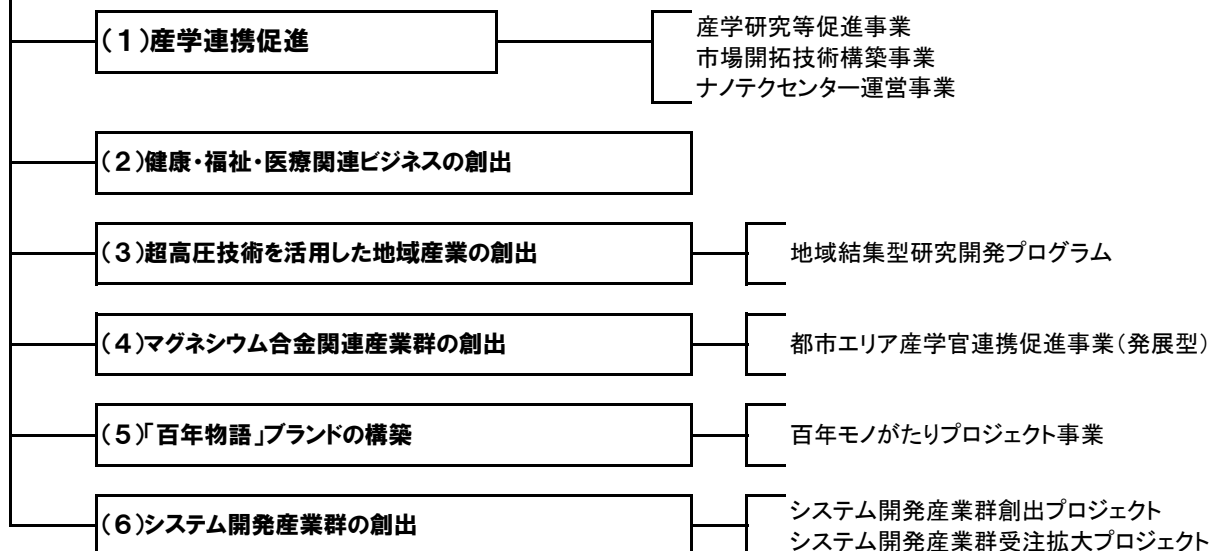 (１)産学連携促進
産学研究等促進事業
市場開拓技術構築事業
ナノテクセンター運営事業
(２)健康・福祉・医療関連ビジネスの創出
(３)超高圧技術を活用した地域産業の創出
地域結集型研究開発プログラム
(４)マグネシウム合金関連産業群の創出
都市エリア産学官連携促進事業(発展型)
(５)「百年物語」ブランドの構築
百年モノがたりプロジェクト事業
(６)システム開発産業群の創出
システム開発産業群創出プロジェクト
システム開発産業群受注拡大プロジェクト